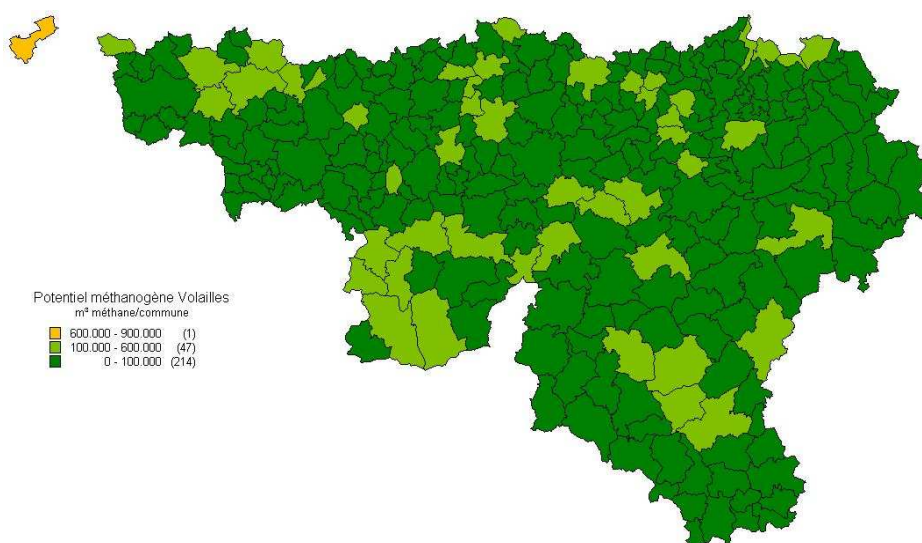 Potentiel méthanogène Volailles
m³ méthane/commune
600.000 - 900.000 (1)
100.000 - 600.000 (47)
0 - 100.000 (214)